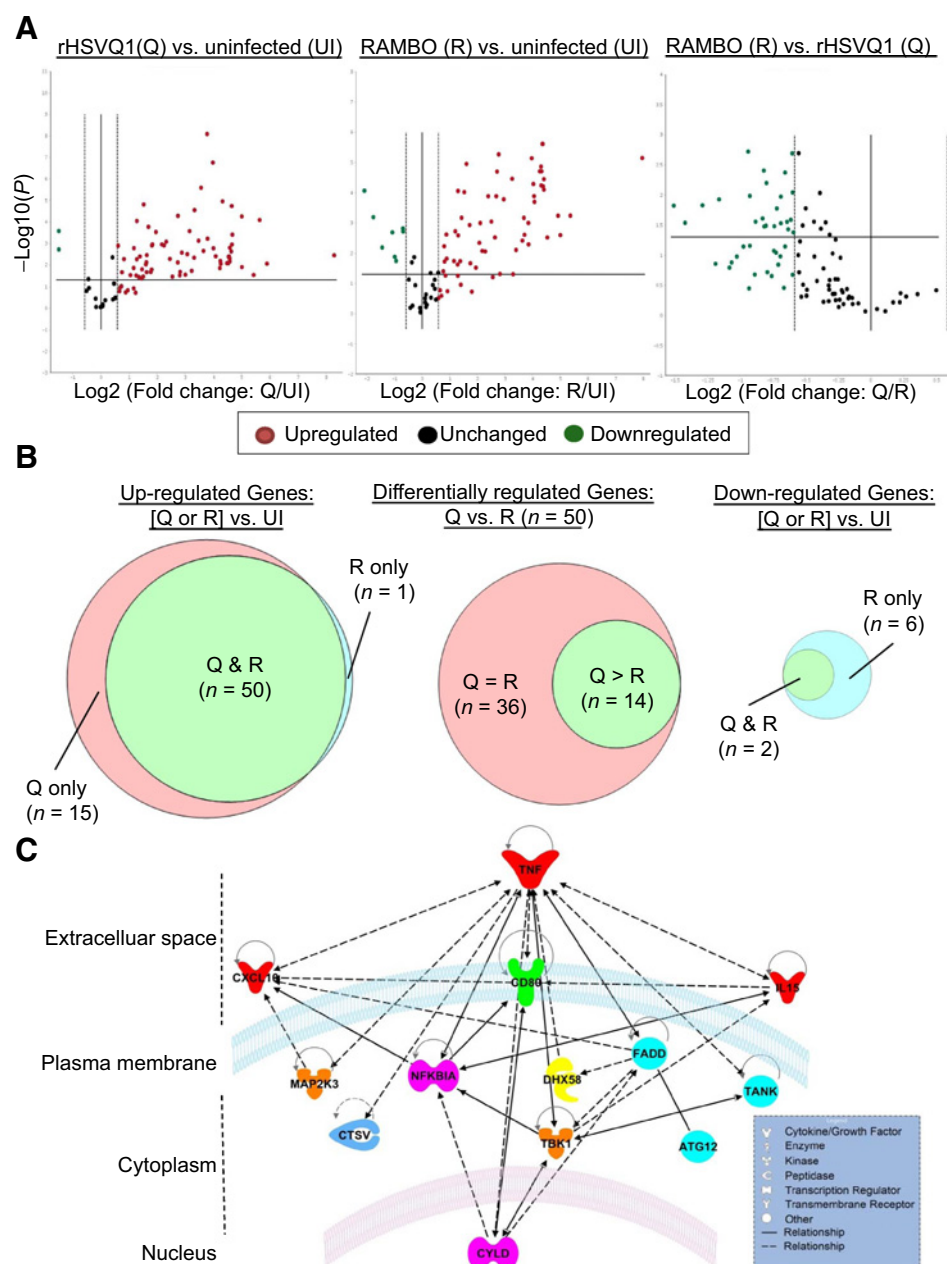 A
rHSVQ1(Q) vs. uninfected (UI)
RAMBO (R) vs. uninfected (UI)
RAMBO (R) vs. rHSVQ1 (Q)
–Log10(P)
Log2 (Fold change: Q/UI)
Log2 (Fold change: R/UI)
Log2 (Fold change: Q/R)
Upregulated
Unchanged
Downregulated
B
Up-regulated Genes:
[Q or R] vs. UI
Differentially regulated Genes:
Q vs. R (n = 50)
Down-regulated Genes:
[Q or R] vs. UI
R only
(n = 1)
Q & R
(n = 50)
Q only
(n = 15)
Q = R
(n = 36)
Q > R
(n = 14)
R only
(n = 6)
Q & R
(n = 2)
C
Extracelluar space
Plasma membrane
Cytoplasm
Nucleus
TNF
CXCL10
CD80
IL15
MAP2K3
NFKBIA
DHX58
FADD
TANK
CTSV
TBK1
ATG12
CYLD
Cytokine/Growth Factor
Enzyme
Kinase
Peptidase
Transcription Regulator
Transmembrane Receptor
Other
Relationship
Relationship